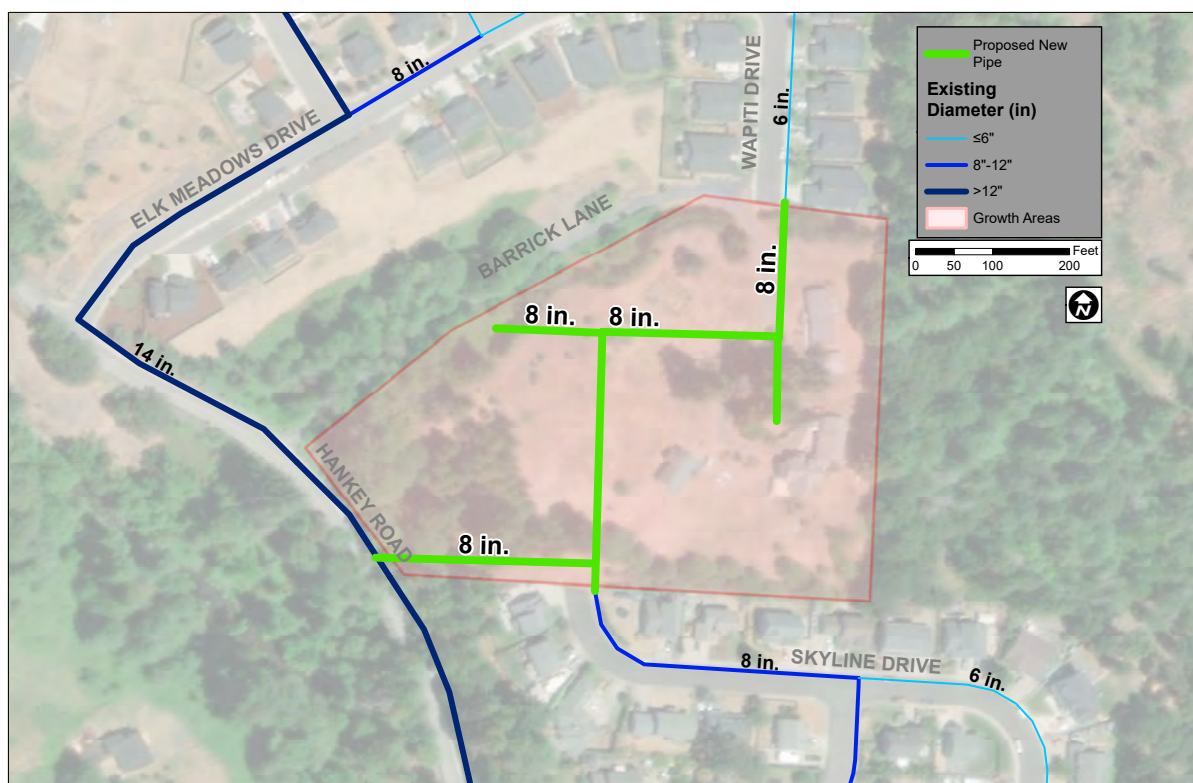 Proposed New
Pipe
Existing
Diameter (in)
≤6"
8"-12"
>12"
Growth Areas
Feet
0 50 100 200
N
8 in.
ELK MEADOWS DRIVE
WAPITI DRIVE
6 in.
BARRICK LANE
8 in.
8 in.
8 in.
14 in.
HANKEY ROAD
8 in.
8 in.
SKYLINE DRIVE
6 in.